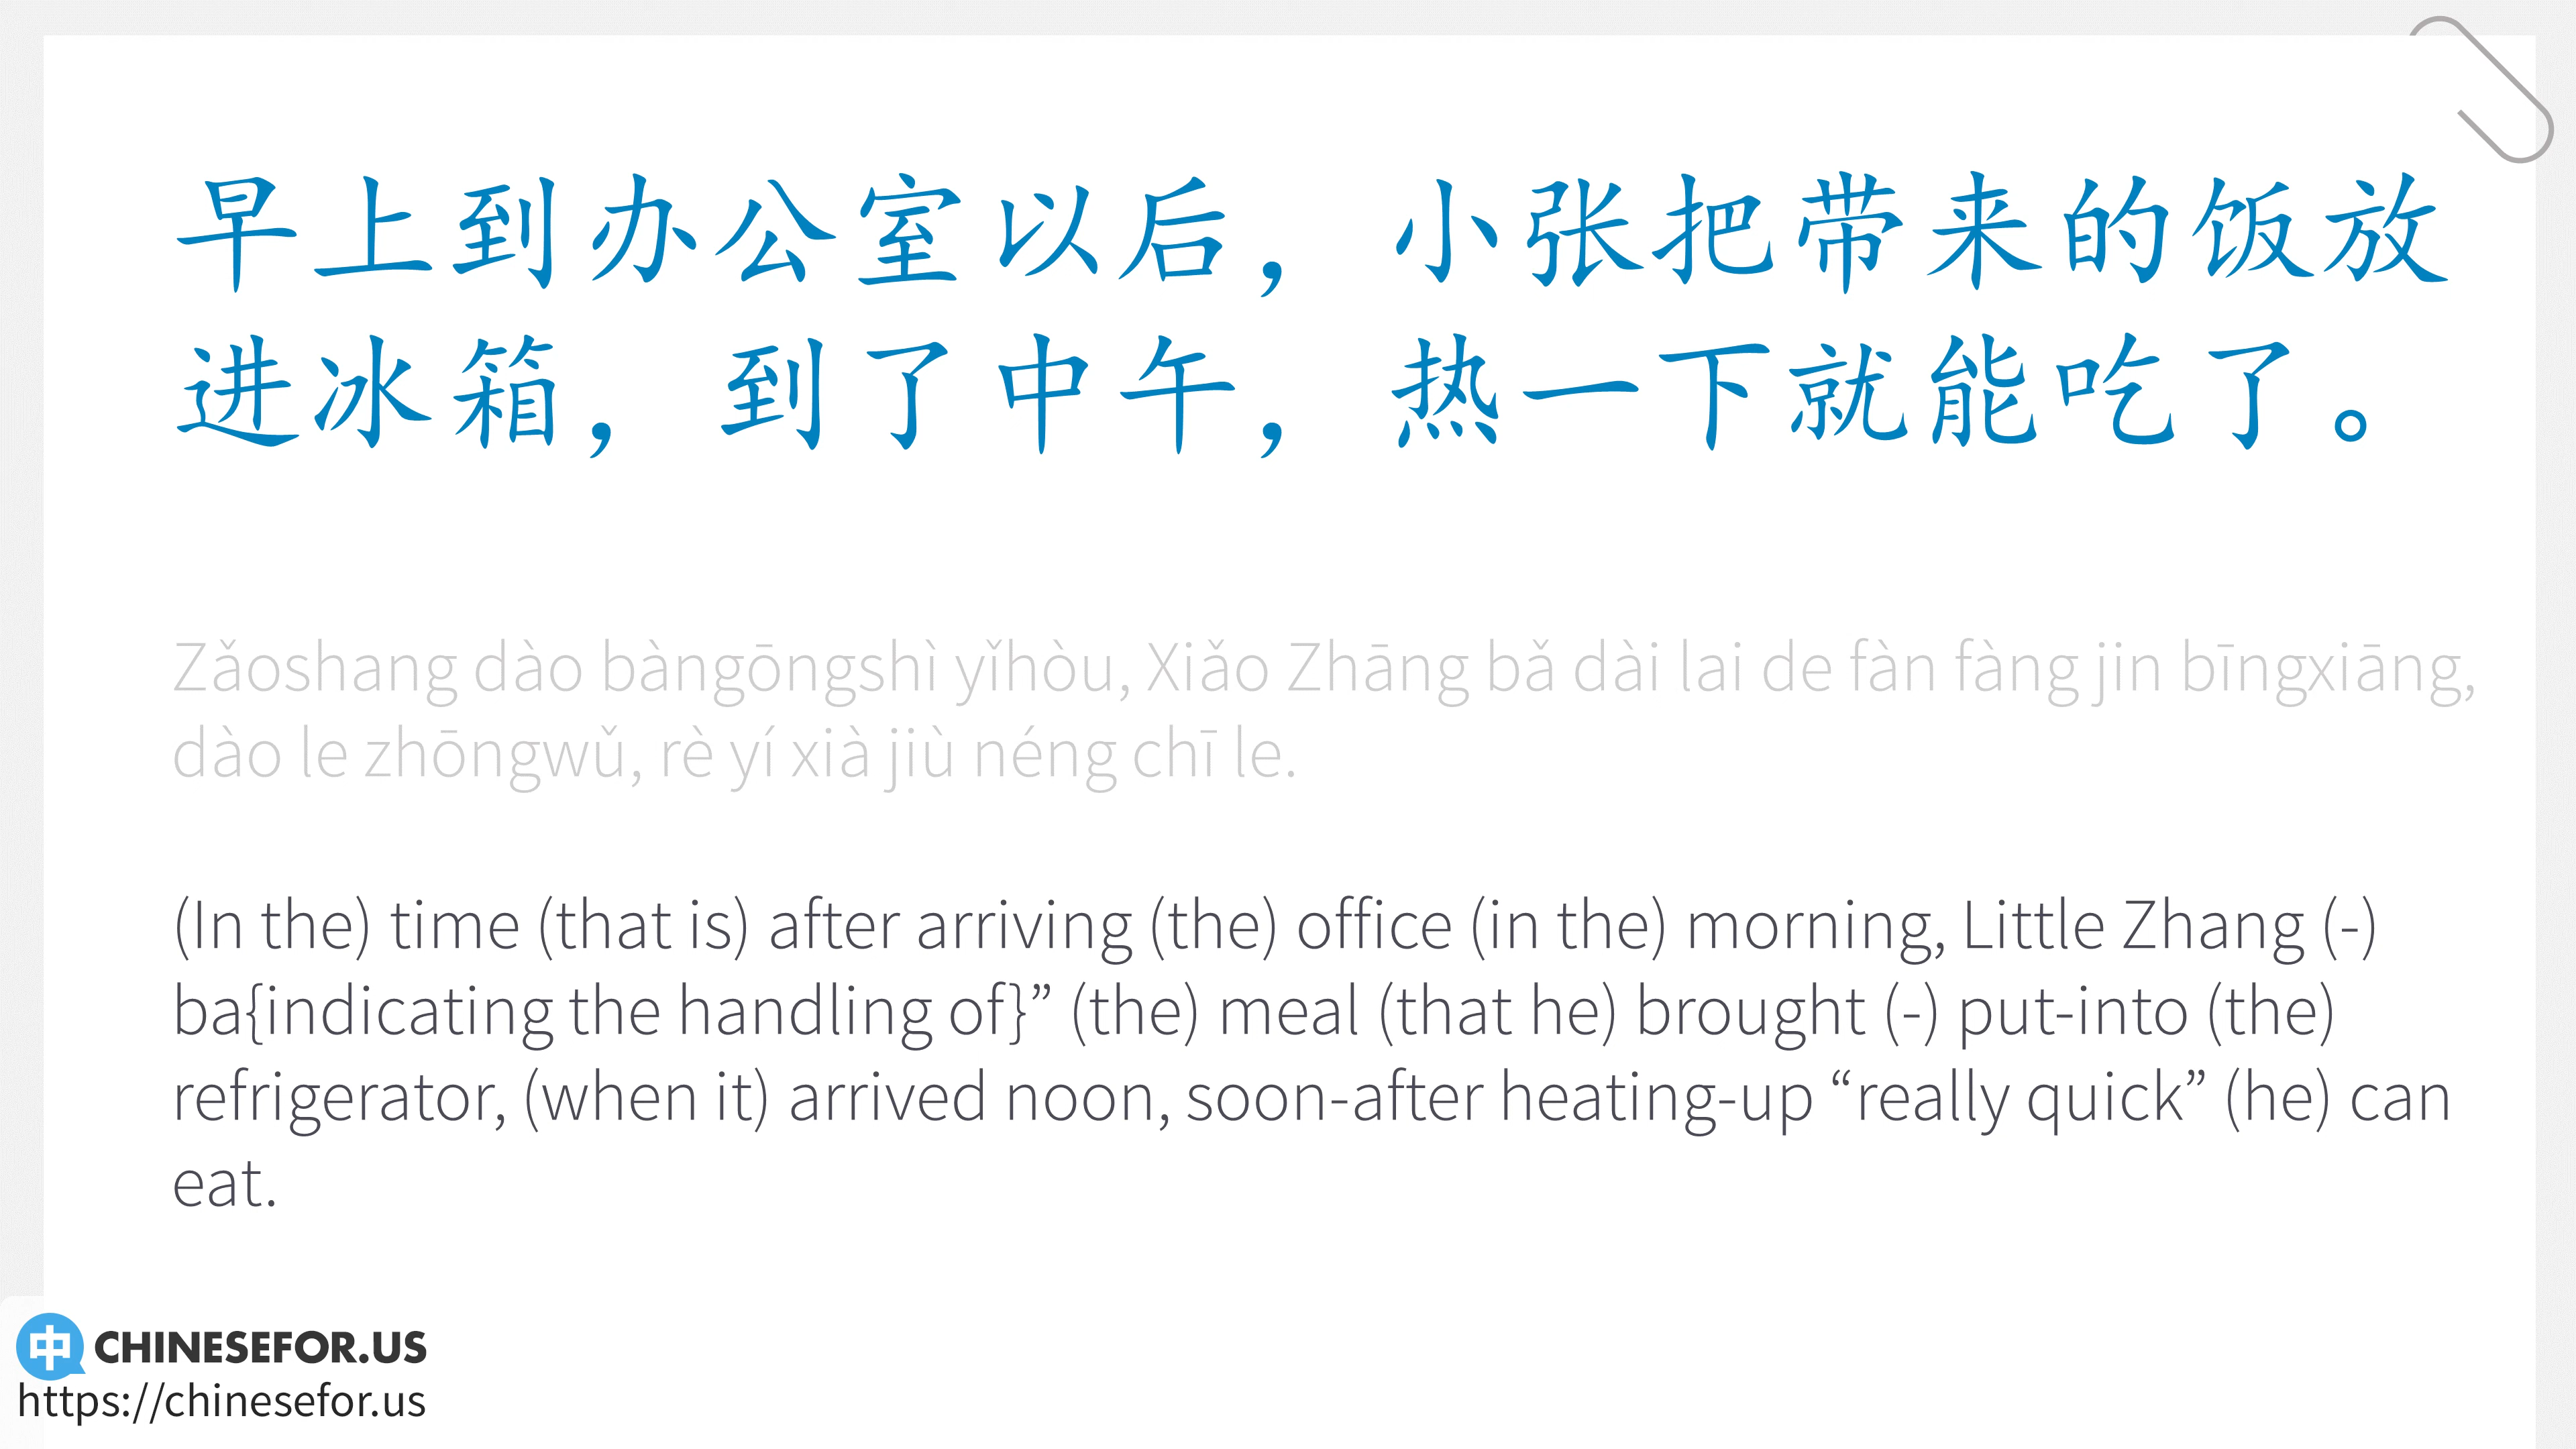 早上到办公室以后，小张把带来的饭放
进冰箱，到了中午，热一下就能吃了。
Zǎoshang dào bàngōngshì yǐhòu, Xiǎo Zhāng bǎ dài lai de fàn fàng jin bīngxiāng,
dào le zhōngwǔ, rè yí xià jiù néng chī le.
(In the) time (that is) after arriving (the) office (in the) morning, Little Zhang (-)
ba{indicating the handling of}” (the) meal (that he) brought (-) put-into (the)
refrigerator, (when it) arrived noon, soon-after heating-up “really quick” (he) can
eat.
中 CHINESEFOR.US
https://chinesefor.us